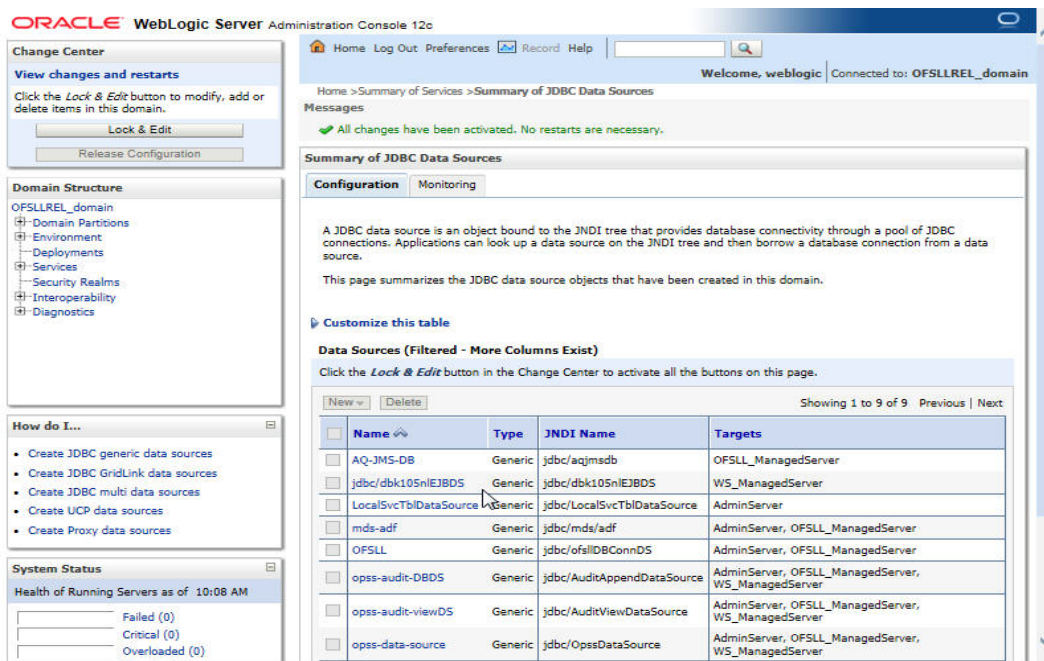 ORACLE WebLogic Server Administration Console 12c
Change Center
View changes and restarts
Click the Lock & Edit button to modify, add or
delete items in this domain.
Lock & Edit
Release Configuration
Domain Structure
OFSLLREL_domain
Domain Partitions
Environment
Deployments
Services
Security Realms
Interoperability
Diagnostics
How do I...
Create JDBC generic data sources
Create JDBC GridLink data sources
Create JDBC multi data sources
Create UCP data sources
Create Proxy data sources
System Status
Health of Running Servers as of 10:08 AM
Failed (0)
Critical (0)
Overloaded (0)
Home Log Out Preferences Record Help
Welcome, weblogic Connected to: OFSLLREL_domain
Home >Summary of Services >Summary of JDBC Data Sources
Messages
All changes have been activated. No restarts are necessary.
Summary of JDBC Data Sources
Configuration Monitoring
A JDBC data source is an object bound to the JNDI tree that provides database connectivity through a pool of JDBC
connections. Applications can look up a data source on the JNDI tree and then borrow a database connection from a data
source.
This page summarizes the JDBC data source objects that have been created in this domain.
Customize this table
Data Sources (Filtered - More Columns Exist)
Click the Lock & Edit button in the Change Center to activate all the buttons on this page.
New Delete Showing 1 to 9 of 9 Previous | Next
Name Type JNDI Name Targets
AQ-JMS-DB Generic jdbc/aqjmsdb OFSLL_ManagedServer
jdbc/dbk105nlEJBDS Generic jdbc/dbk105nlEJBDS WS_ManagedServer
LocalSvcTblDataSource Generic jdbc/LocalSvcTblDataSource AdminServer
mds-adf Generic jdbc/mds/adf AdminServer, OFSLL_ManagedServer
OFSLL Generic jdbc/ofsllDBConnDS AdminServer, OFSLL_ManagedServer
opss-audit-DBDS Generic jdbc/AuditAppendDataSource AdminServer, OFSLL_ManagedServer,
WS_ManagedServer
opss-audit-viewDS Generic jdbc/AuditViewDataSource AdminServer, OFSLL_ManagedServer,
WS_ManagedServer
opss-data-source Generic jdbc/OpssDataSource AdminServer, OFSLL_ManagedServer,
WS_ManagedServer